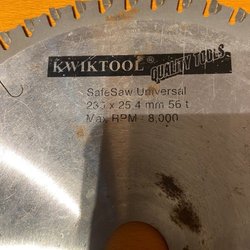 KWIKTOOL®
QUALITY TOOLS
SafeSaw Universal
235 x 25,4 mm 56 t
Max RPM : 8,000